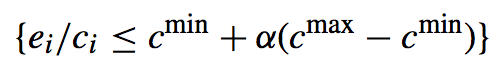 {e_i/c_i ≤ c^min + α(c^max − c^min)}